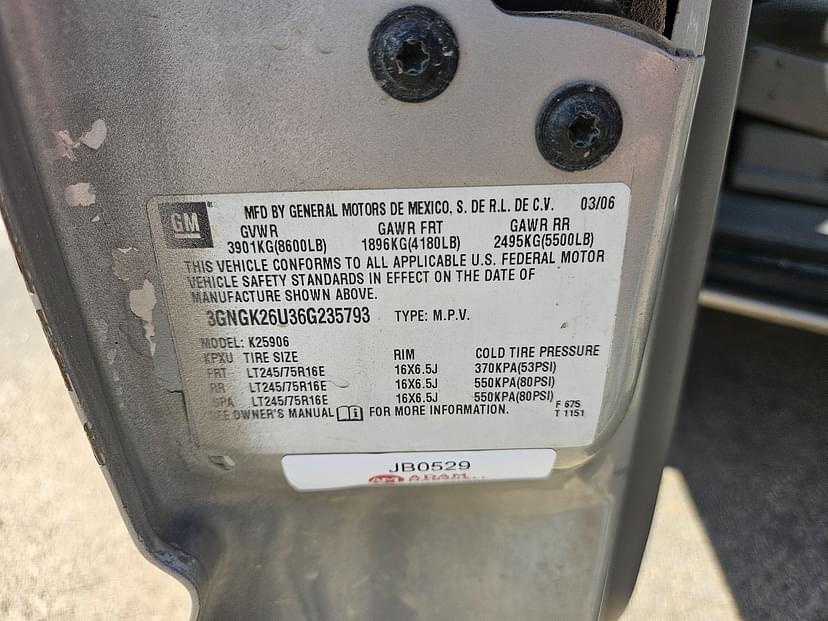 GM
MFD BY GENERAL MOTORS DE MEXICO, S. DE R.L. DE C.V. 03/06
GVWR GAWR FRT GAWR RR
3901KG(8600LB) 1896KG(4180LB) 2495KG(5500LB)
THIS VEHICLE CONFORMS TO ALL APPLICABLE U.S. FEDERAL MOTOR
VEHICLE SAFETY STANDARDS IN EFFECT ON THE DATE OF
MANUFACTURE SHOWN ABOVE.
3GNGK26U36G235793 TYPE: M.P.V.
MODEL: K25906
KPXU TIRE SIZE RIM COLD TIRE PRESSURE
FRT LT245/75R16E 16X6.5J 370KPA(53PSI)
RR LT245/75R16E 16X6.5J 550KPA(80PSI)
SPA LT245/75R16E 16X6.5J 550KPA(80PSI)
SEE OWNER'S MANUAL FOR MORE INFORMATION.
F 675
T 1151
JB0529